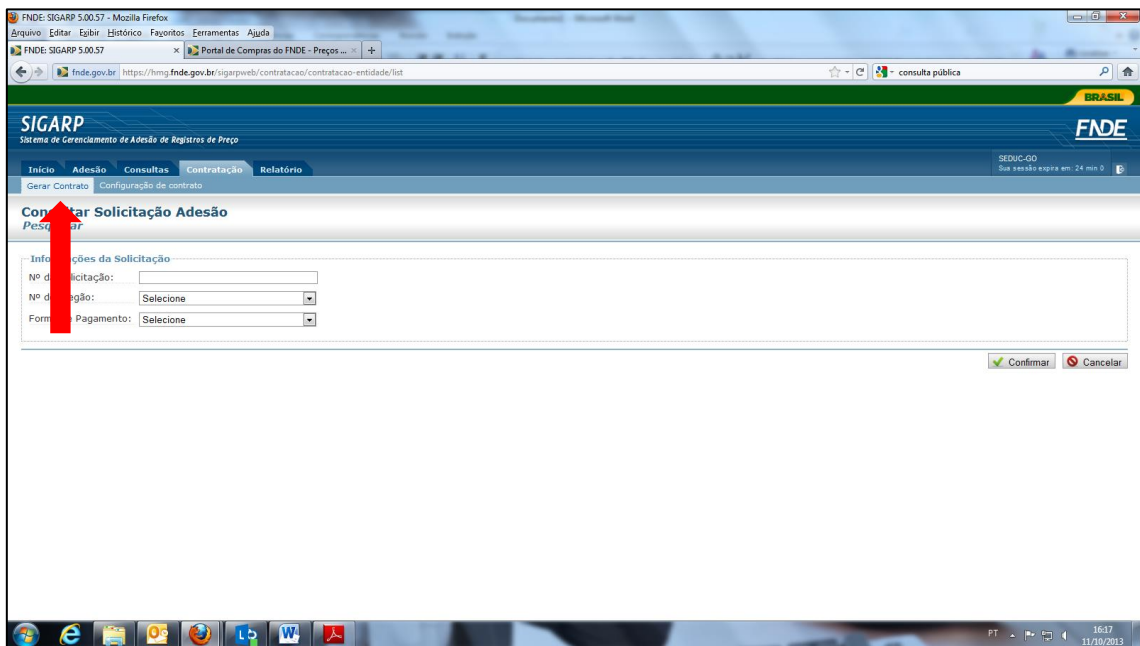 FNDE: SIGARP 5.00.57 - Mozilla Firefox
Arquivo Editar Exibir Histórico Favoritos Ferramentas Ajuda
FNDE: SIGARP 5.00.57 × Portal de Compras do FNDE - Preços ... × +
fnde.gov.br https://hmg.fnde.gov.br/sigarpweb/contratacao/contratacao-entidade/list consulta pública
BRASIL
SIGARP
FNDE
Sistema de Gerenciamento de Adesão de Registros de Preço
SEDUC-GO
Sua sessão expira em: 24 min 0
Início Adesão Consultas Contratação Relatório
Gerar Contrato Configuração de contrato
Solicitação Adesão
Informações da Solicitação
Nº
Nº Selecione
Pagamento: Selecione
Confirmar Cancelar
PT 16:17
11/10/2013